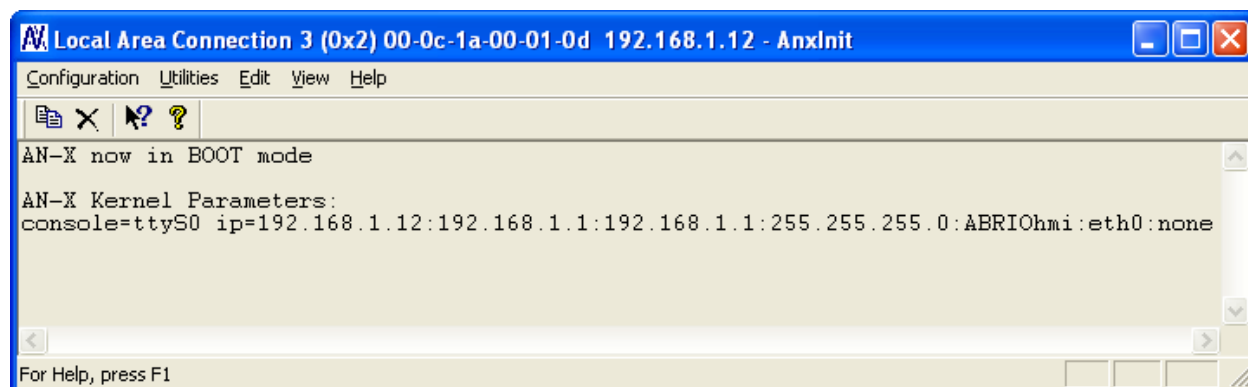 Local Area Connection 3 (0x2) 00-0c-1a-00-01-0d 192.168.1.12 - AnxInit
Configuration Utilities Edit View Help
AN-X now in BOOT mode
AN-X Kernel Parameters:
console=ttyS0 ip=192.168.1.12:192.168.1.1:192.168.1.1:255.255.255.0:ABRIOhmi:eth0:none
For Help, press F1